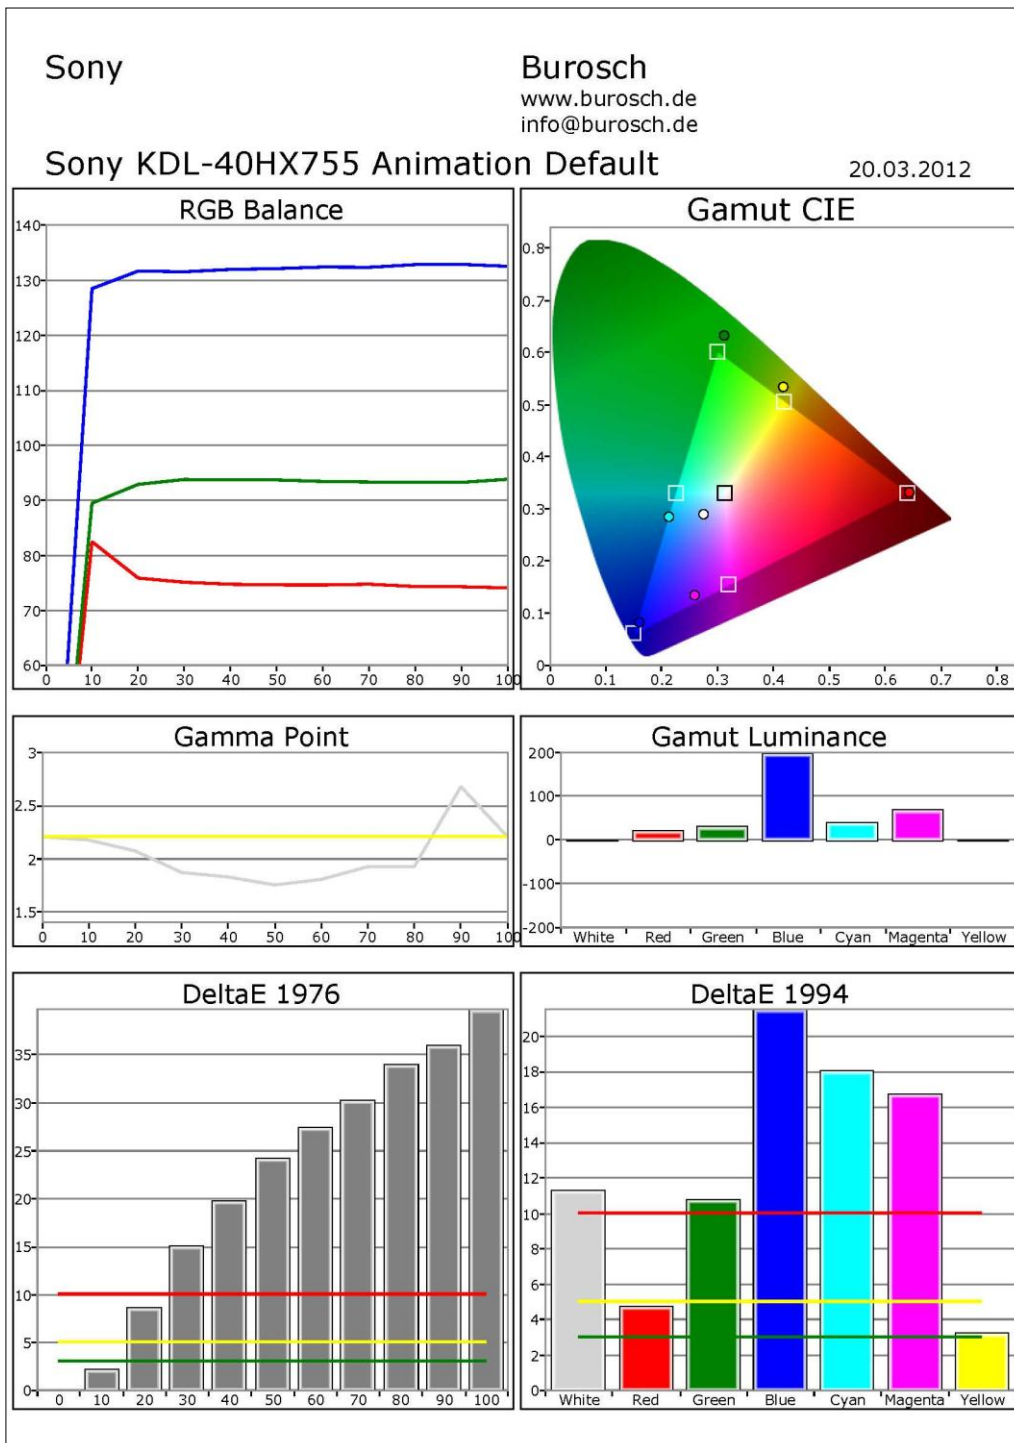 Sony
Burosch
www.burosch.de
info@burosch.de
Sony KDL-40HX755 Animation Default
20.03.2012
RGB Balance
140
130
120
110
100
90
80
70
60
0 10 20 30 40 50 60 70 80 90 100
Gamut CIE
0.8
0.7
0.6
0.5
0.4
0.3
0.2
0.1
0
0 0.1 0.2 0.3 0.4 0.5 0.6 0.7 0.8
Gamma Point
3
2.5
2
1.5
0 10 20 30 40 50 60 70 80 90 100
Gamut Luminance
200
100
0
-100
-200
White Red Green Blue Cyan Magenta Yellow
DeltaE 1976
35
30
25
20
15
10
5
0
0 10 20 30 40 50 60 70 80 90 100
DeltaE 1994
20
18
16
14
12
10
8
6
4
2
0
White Red Green Blue Cyan Magenta Yellow